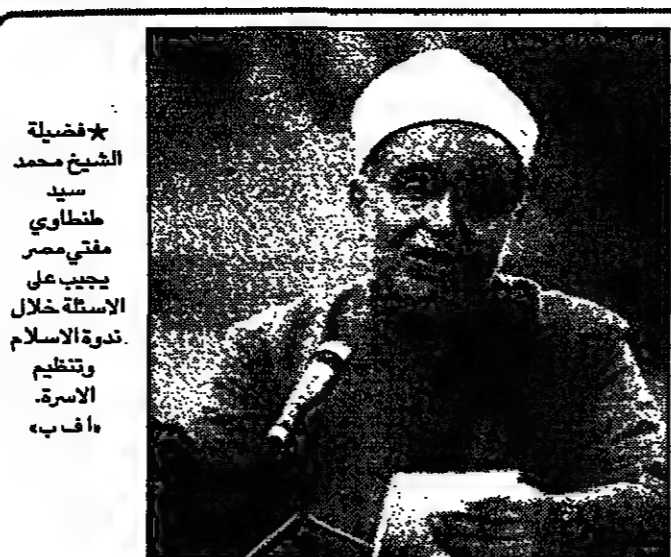 ★فضيلة
الشيخ محمد
سيد
طنطاوي
مفتي مصر
يجيب على
الاسئلة خلال
ندوة الاسلام
وتنظيم
الاسرة.
«أ ف ب»